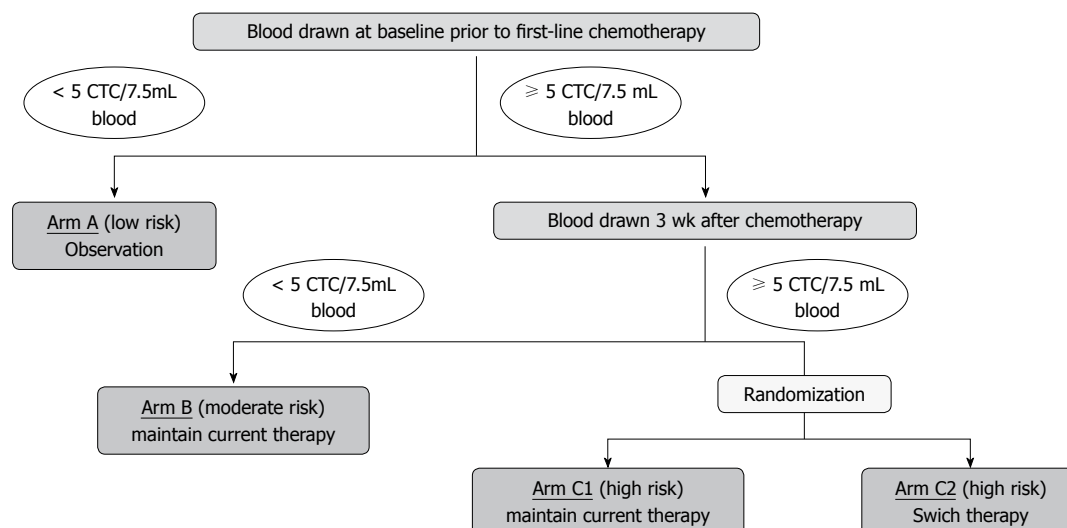 Blood drawn at baseline prior to first-line chemotherapy
< 5 CTC/7.5mL
blood
≥ 5 CTC/7.5 mL
blood
Arm A (low risk)
Observation
Blood drawn 3 wk after chemotherapy
< 5 CTC/7.5mL
blood
≥ 5 CTC/7.5 mL
blood
Arm B (moderate risk)
maintain current therapy
Randomization
Arm C1 (high risk)
maintain current therapy
Arm C2 (high risk)
Swich therapy